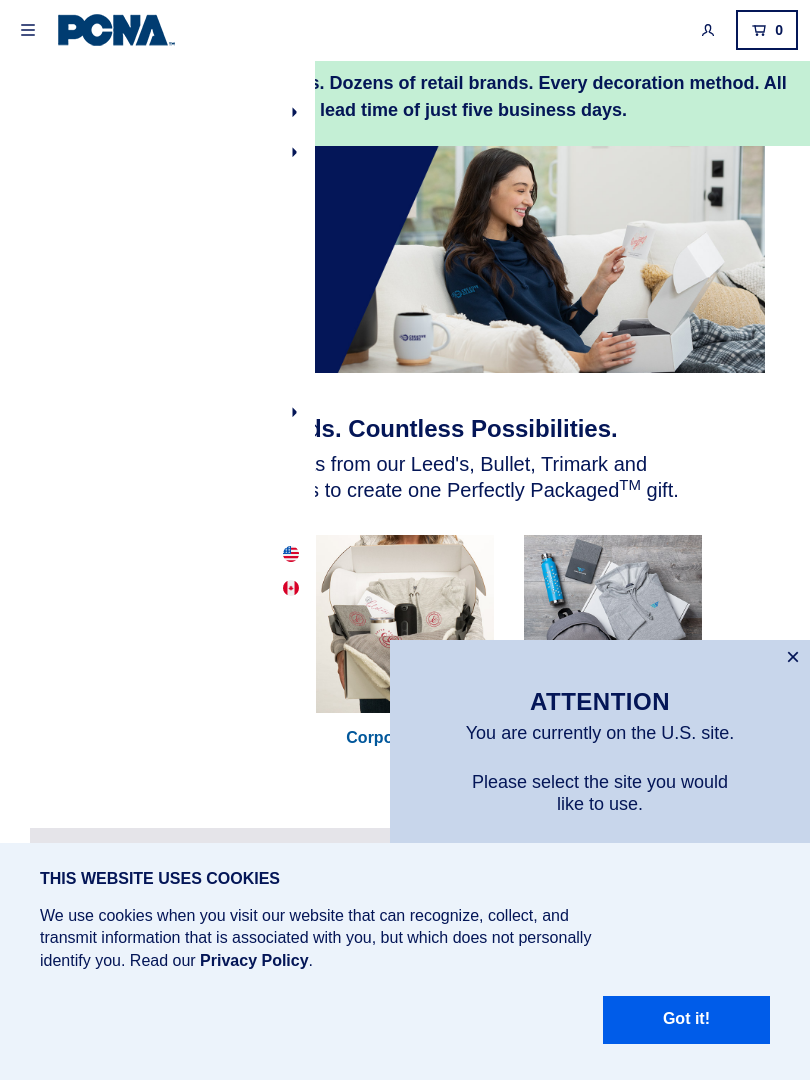 PCNA™
0
s. Dozens of retail brands. Every decoration method. All
lead time of just five business days.
ds. Countless Possibilities.
s from our Leed's, Bullet, Trimark and
s to create one Perfectly Packaged™ gift.
Corpo
ATTENTION
You are currently on the U.S. site.
Please select the site you would
like to use.
THIS WEBSITE USES COOKIES
We use cookies when you visit our website that can recognize, collect, and
transmit information that is associated with you, but which does not personally
identify you. Read our Privacy Policy.
Got it!